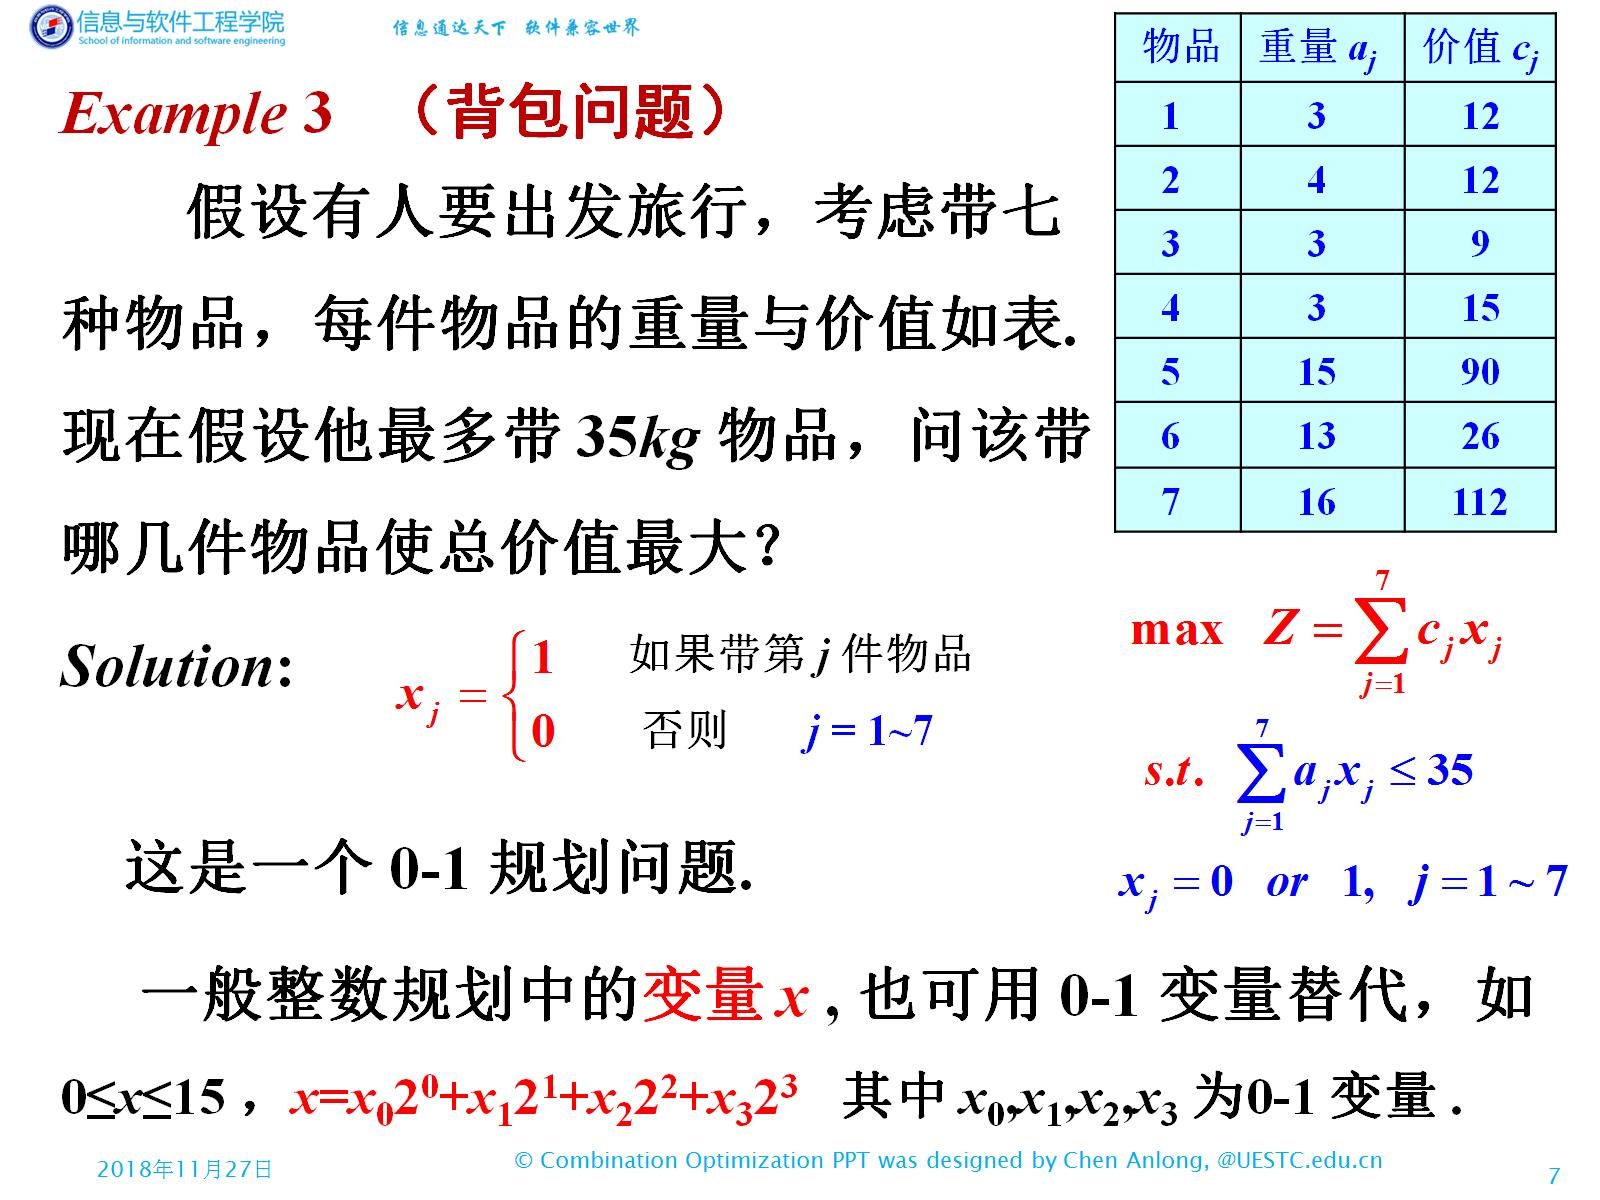 信息与软件工程学院
School of information and software engineering
信息通达天下 软件兼容世界
Example 3 (背包问题)
假设有人要出发旅行，考虑带七
种物品，每件物品的重量与价值如表.
现在假设他最多带 35kg 物品，问该带
哪几件物品使总价值最大?
物品 重量 aj 价值 cj
1 3 12
2 4 12
3 3 9
4 3 15
5 15 90
6 13 26
7 16 112
Solution:
xj = { 1 如果带第 j 件物品
0 否则 j = 1~7
max Z = ∑_{j=1}^{7} cj xj
s.t. ∑_{j=1}^{7} aj xj ≤ 35
xj = 0 or 1, j = 1 ~ 7
这是一个 0-1 规划问题.
一般整数规划中的变量 x , 也可用 0-1 变量替代，如
0≤x≤15 ，x=x₀2⁰+x₁2¹+x₂2²+x₃2³ 其中 x₀,x₁,x₂,x₃ 为0-1 变量 .
2018年11月27日
© Combination Optimization PPT was designed by Chen Anlong, @UESTC.edu.cn
7